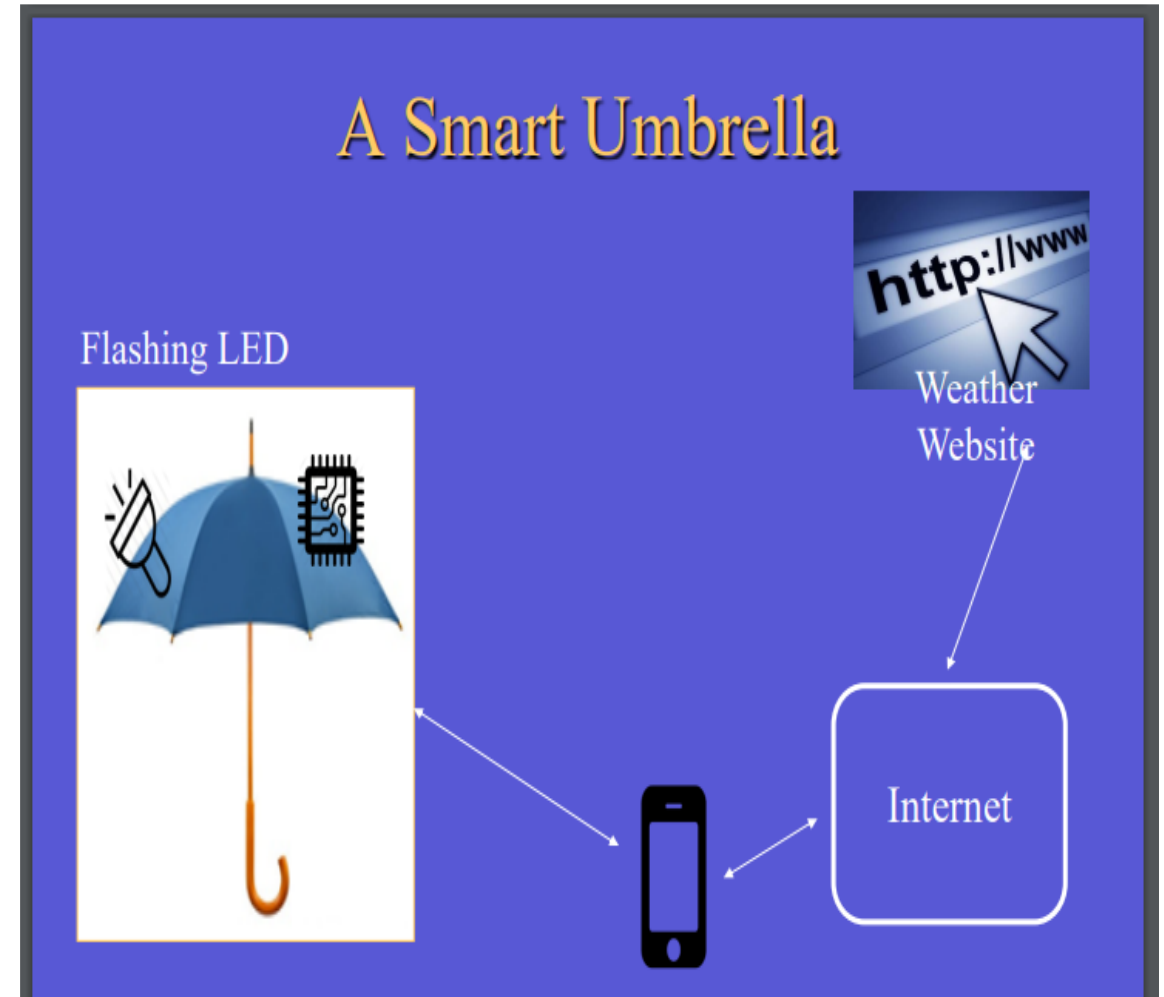 A Smart Umbrella
http://www
Flashing LED
Weather
Website
Internet